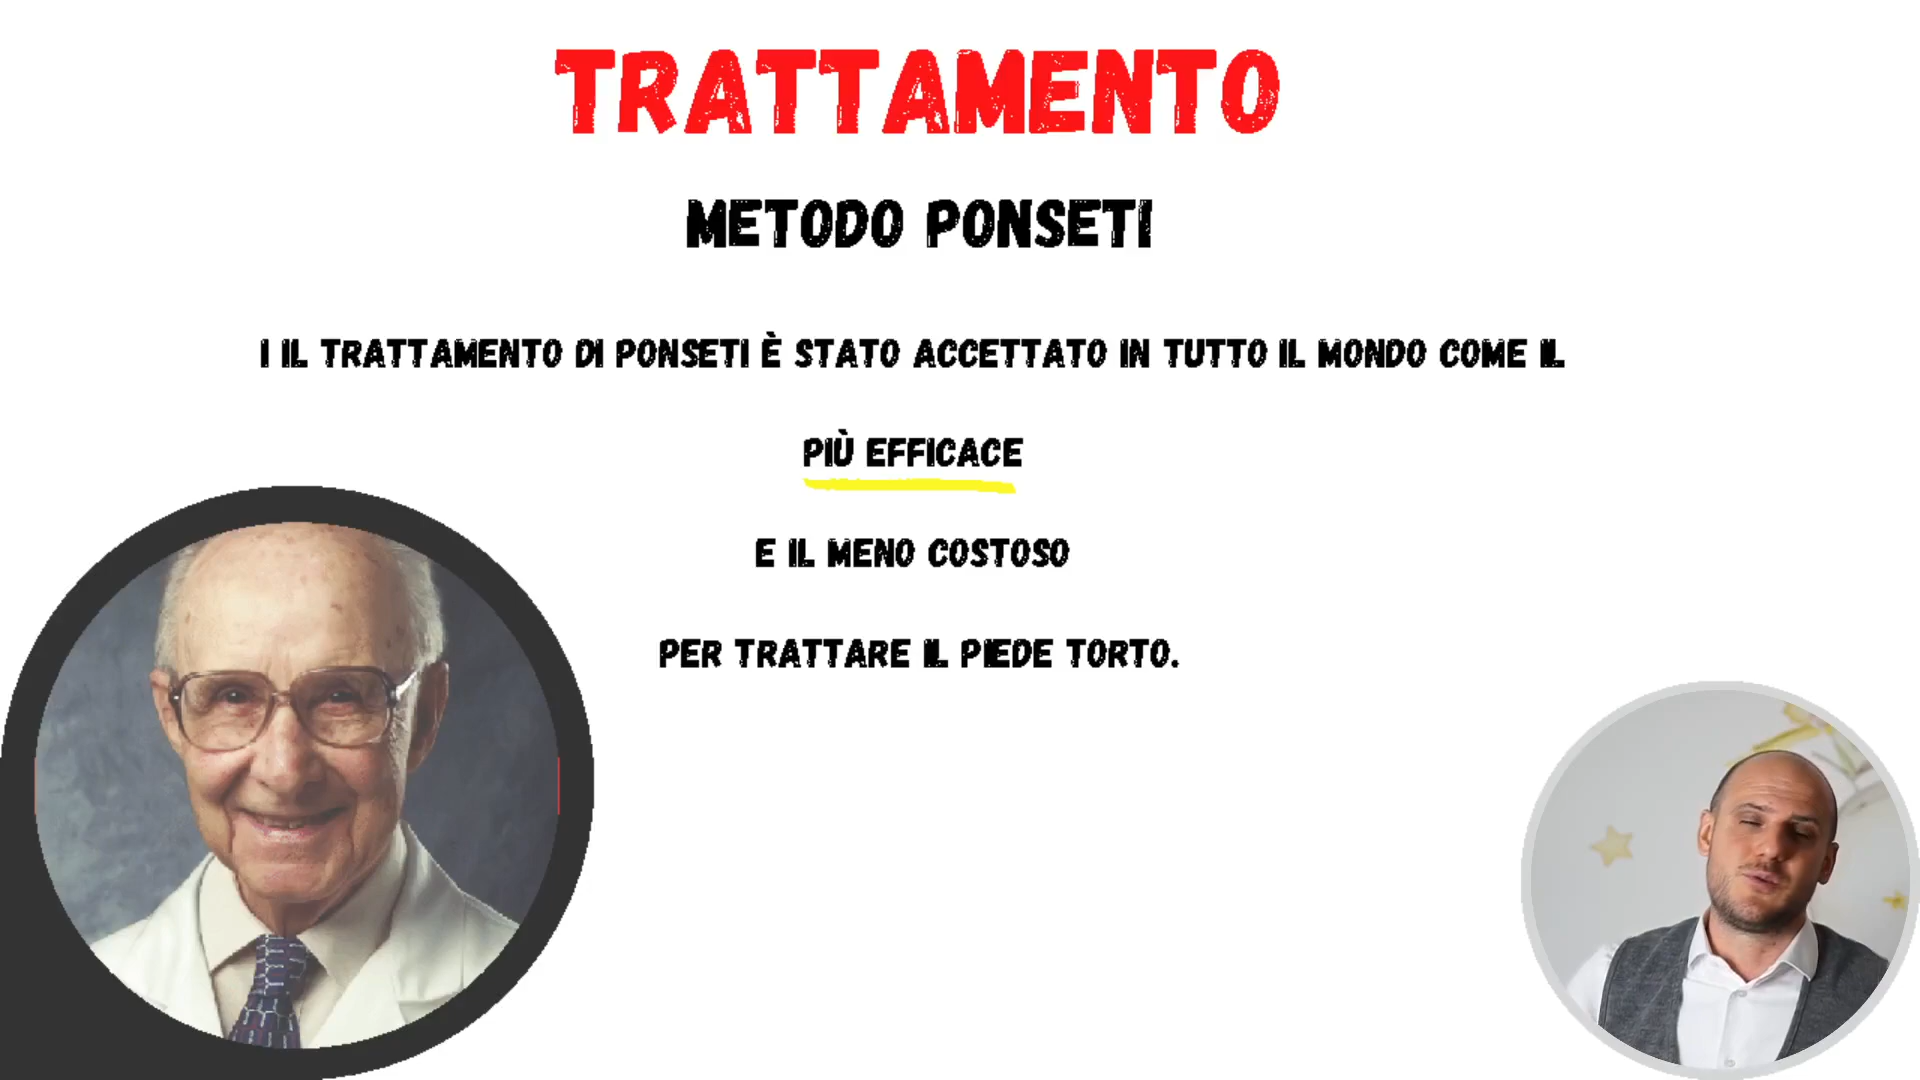 TRATTAMENTO
METODO PONSETI
I IL TRATTAMENTO DI PONSETI È STATO ACCETTATO IN TUTTO IL MONDO COME IL
PIÙ EFFICACE
E IL MENO COSTOSO
PER TRATTARE IL PIEDE TORTO.